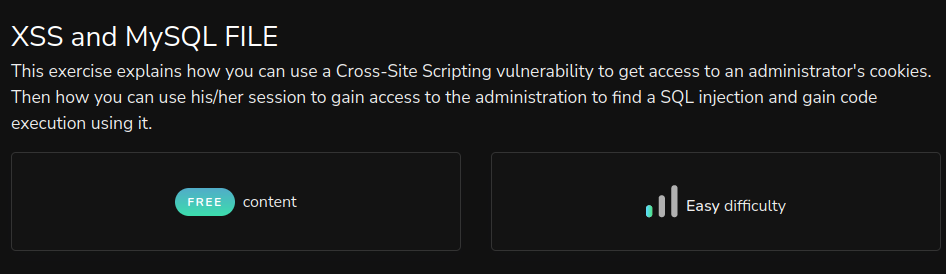 XSS and MySQL FILE
This exercise explains how you can use a Cross-Site Scripting vulnerability to get access to an administrator's cookies.
Then how you can use his/her session to gain access to the administration to find a SQL injection and gain code
execution using it.
FREE content
Easy difficulty